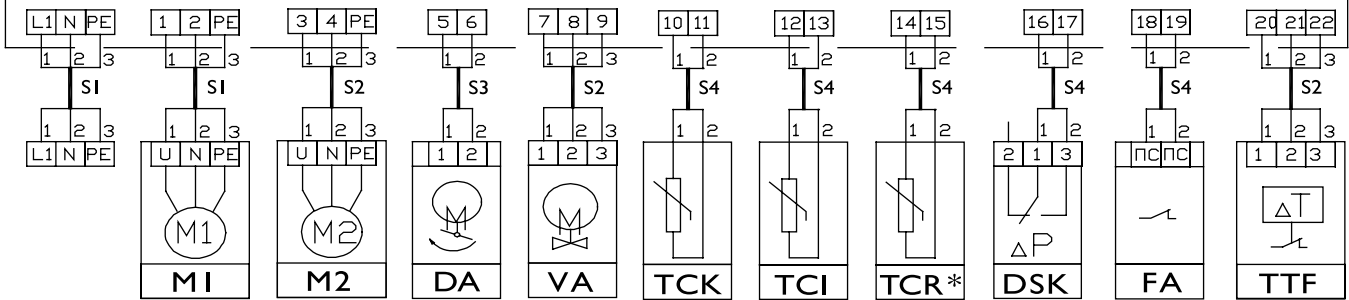 L1 N PE 1 2 PE 3 4 PE 5 6 7 8 9 10 11 12 13 14 15 16 17 18 19 20 21 22
1 2 3 1 2 3 1 2 3 1 2 1 2 3 1 2 1 2 1 2 1 2 1 2 1 2 3
S1 S1 S2 S3 S2 S4 S4 S4 S4 S4 S2
1 2 3 1 2 3 1 2 3 1 2 1 2 3 1 2 1 2 1 2 1 2 1 2 1 2 3
L1 N PE U N PE U N PE 1 2 1 2 3 2 1 3 ПС ПС 1 2 3
M1 M2 M M ΔP ΔT
M1 M2 DA VA TCK TCI TCR* DSK FA TTF